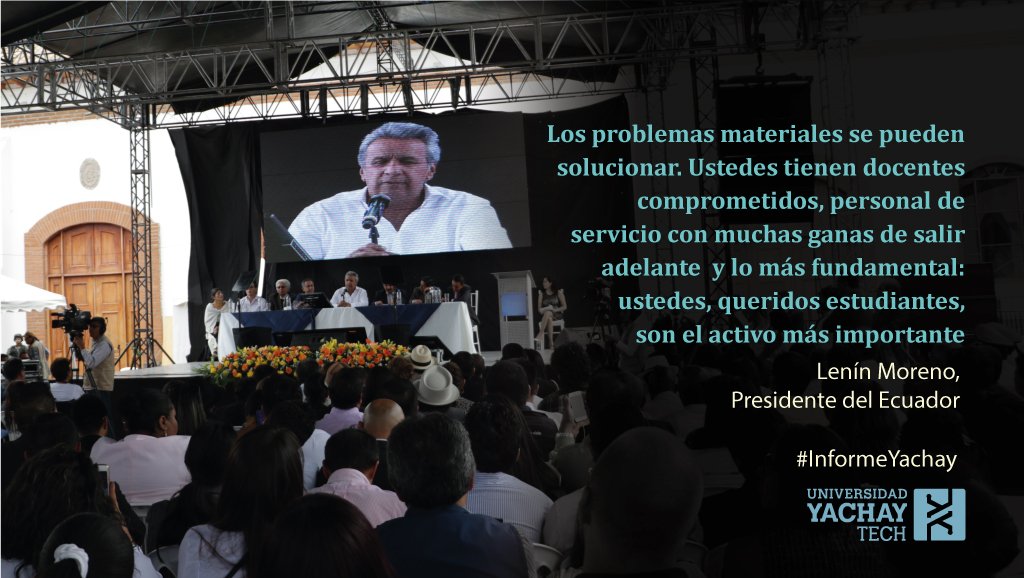 Los problemas materiales se pueden
solucionar. Ustedes tienen docentes
comprometidos, personal de
servicio con muchas ganas de salir
adelante y lo más fundamental:
ustedes, queridos estudiantes,
son el activo más importante
Lenín Moreno,
Presidente del Ecuador
#InformeYachay
UNIVERSIDAD
YACHAY
TECH